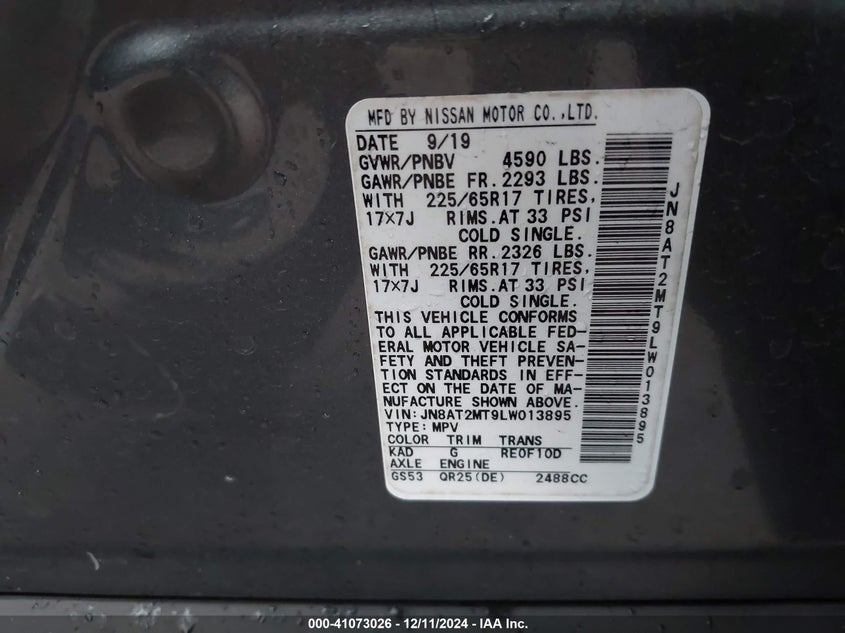 MFD BY NISSAN MOTOR CO.,LTD.
DATE 9/19
GVWR/PNBV 4590 LBS.
GAWR/PNBE FR.2293 LBS.
WITH 225/65R17 TIRES,
17×7J RIMS.AT 33 PSI
COLD SINGLE.
GAWR/PNBE RR.2326 LBS.
WITH 225/65R17 TIRES,
17×7J RIMS.AT 33 PSI
COLD SINGLE.
THIS VEHICLE CONFORMS
TO ALL APPLICABLE FED-
ERAL MOTOR VEHICLE SA-
FETY AND THEFT PREVEN-
TION STANDARDS IN EFF-
ECT ON THE DATE OF MA-
NUFACTURE SHOWN ABOVE.
VIN:JN8AT2MT9LW013895
TYPE:MPV
COLOR TRIM TRANS
KAD G RE0F10D
AXLE ENGINE
GS53 QR25(DE) 2488CC
JN8AT2MT9LW013895
000-41073026 - 12/11/2024 - IAA Inc.